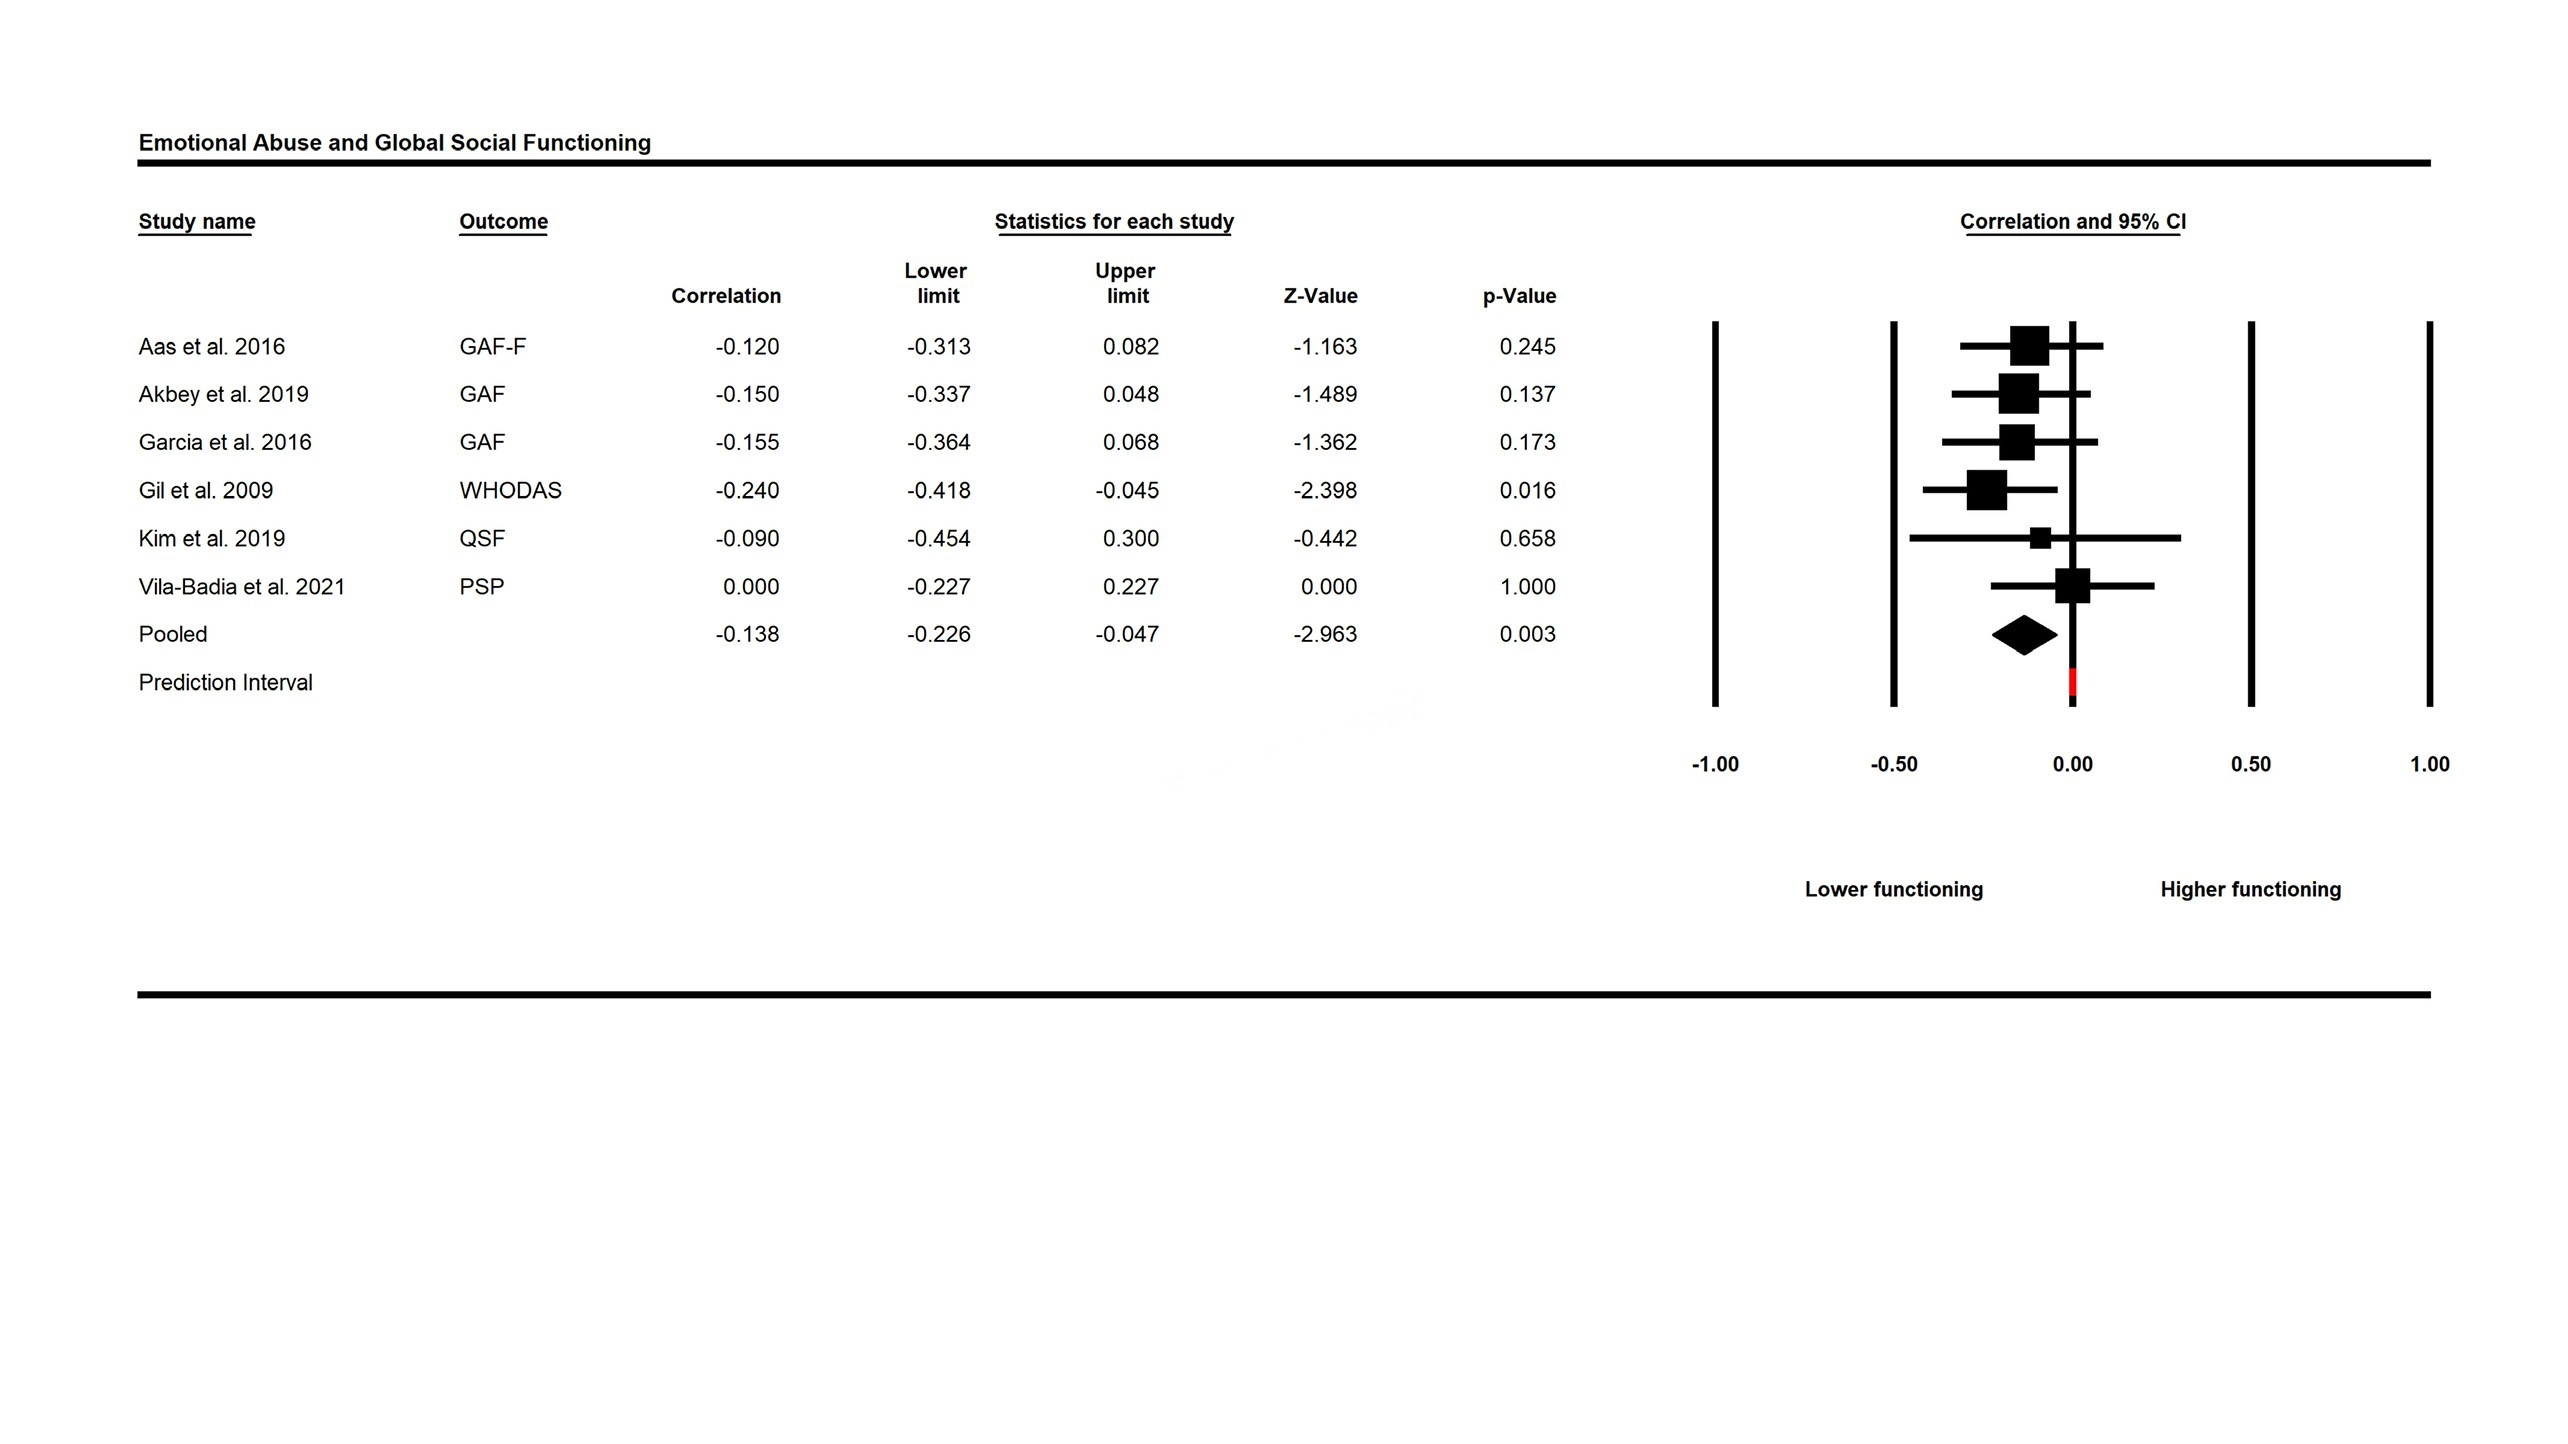 Emotional Abuse and Global Social Functioning
Study name Outcome Statistics for each study Correlation and 95% CI
Correlation Lower limit Upper limit Z-Value p-Value
Aas et al. 2016 GAF-F -0.120 -0.313 0.082 -1.163 0.245
Akbey et al. 2019 GAF -0.150 -0.337 0.048 -1.489 0.137
Garcia et al. 2016 GAF -0.155 -0.364 0.068 -1.362 0.173
Gil et al. 2009 WHODAS -0.240 -0.418 -0.045 -2.398 0.016
Kim et al. 2019 QSF -0.090 -0.454 0.300 -0.442 0.658
Vila-Badia et al. 2021 PSP 0.000 -0.227 0.227 0.000 1.000
Pooled -0.138 -0.226 -0.047 -2.963 0.003
Prediction Interval
-1.00 -0.50 0.00 0.50 1.00
Lower functioning Higher functioning